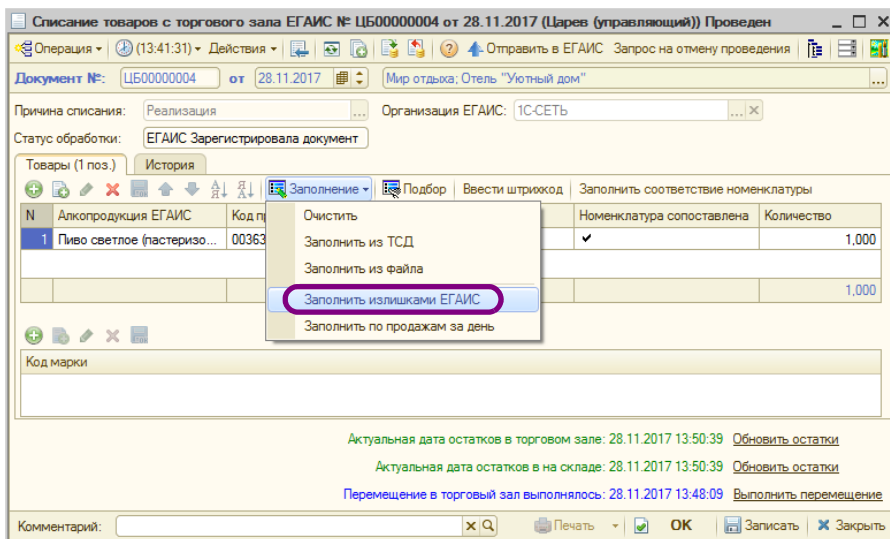 Списание товаров с торгового зала ЕГАИС № ЦБ00000004 от 28.11.2017 (Царев (управляющий)) Проведен
Операция (13:41:31) Действия Отправить в ЕГАИС Запрос на отмену проведения
Документ №: ЦБ00000004 от 28.11.2017 Мир отдыха; Отель "Уютный дом" ...
Причина списания: Реализация ... Организация ЕГАИС: 1С-СЕТЬ ... x
Статус обработки: ЕГАИС Зарегистрировала документ
Товары (1 поз.) История
Заполнение Подбор Ввести штрихкод Заполнить соответствие номенклатуры
N Алкопродукция ЕГАИС Номенклатура сопоставлена Количество
1 Пиво светлое (пастеризо... 1,000
Очистить
Заполнить из ТСД
Заполнить из файла
1,000
Заполнить излишками ЕГАИС
Заполнить по продажам за день
Код марки
Актуальная дата остатков в торговом зале: 28.11.2017 13:50:39 Обновить остатки
Актуальная дата остатков в на складе: 28.11.2017 13:50:39 Обновить остатки
Перемещение в торговый зал выполнялось: 28.11.2017 13:48:09 Выполнить перемещение
Комментарий: x Печать OK Записать Закрыть